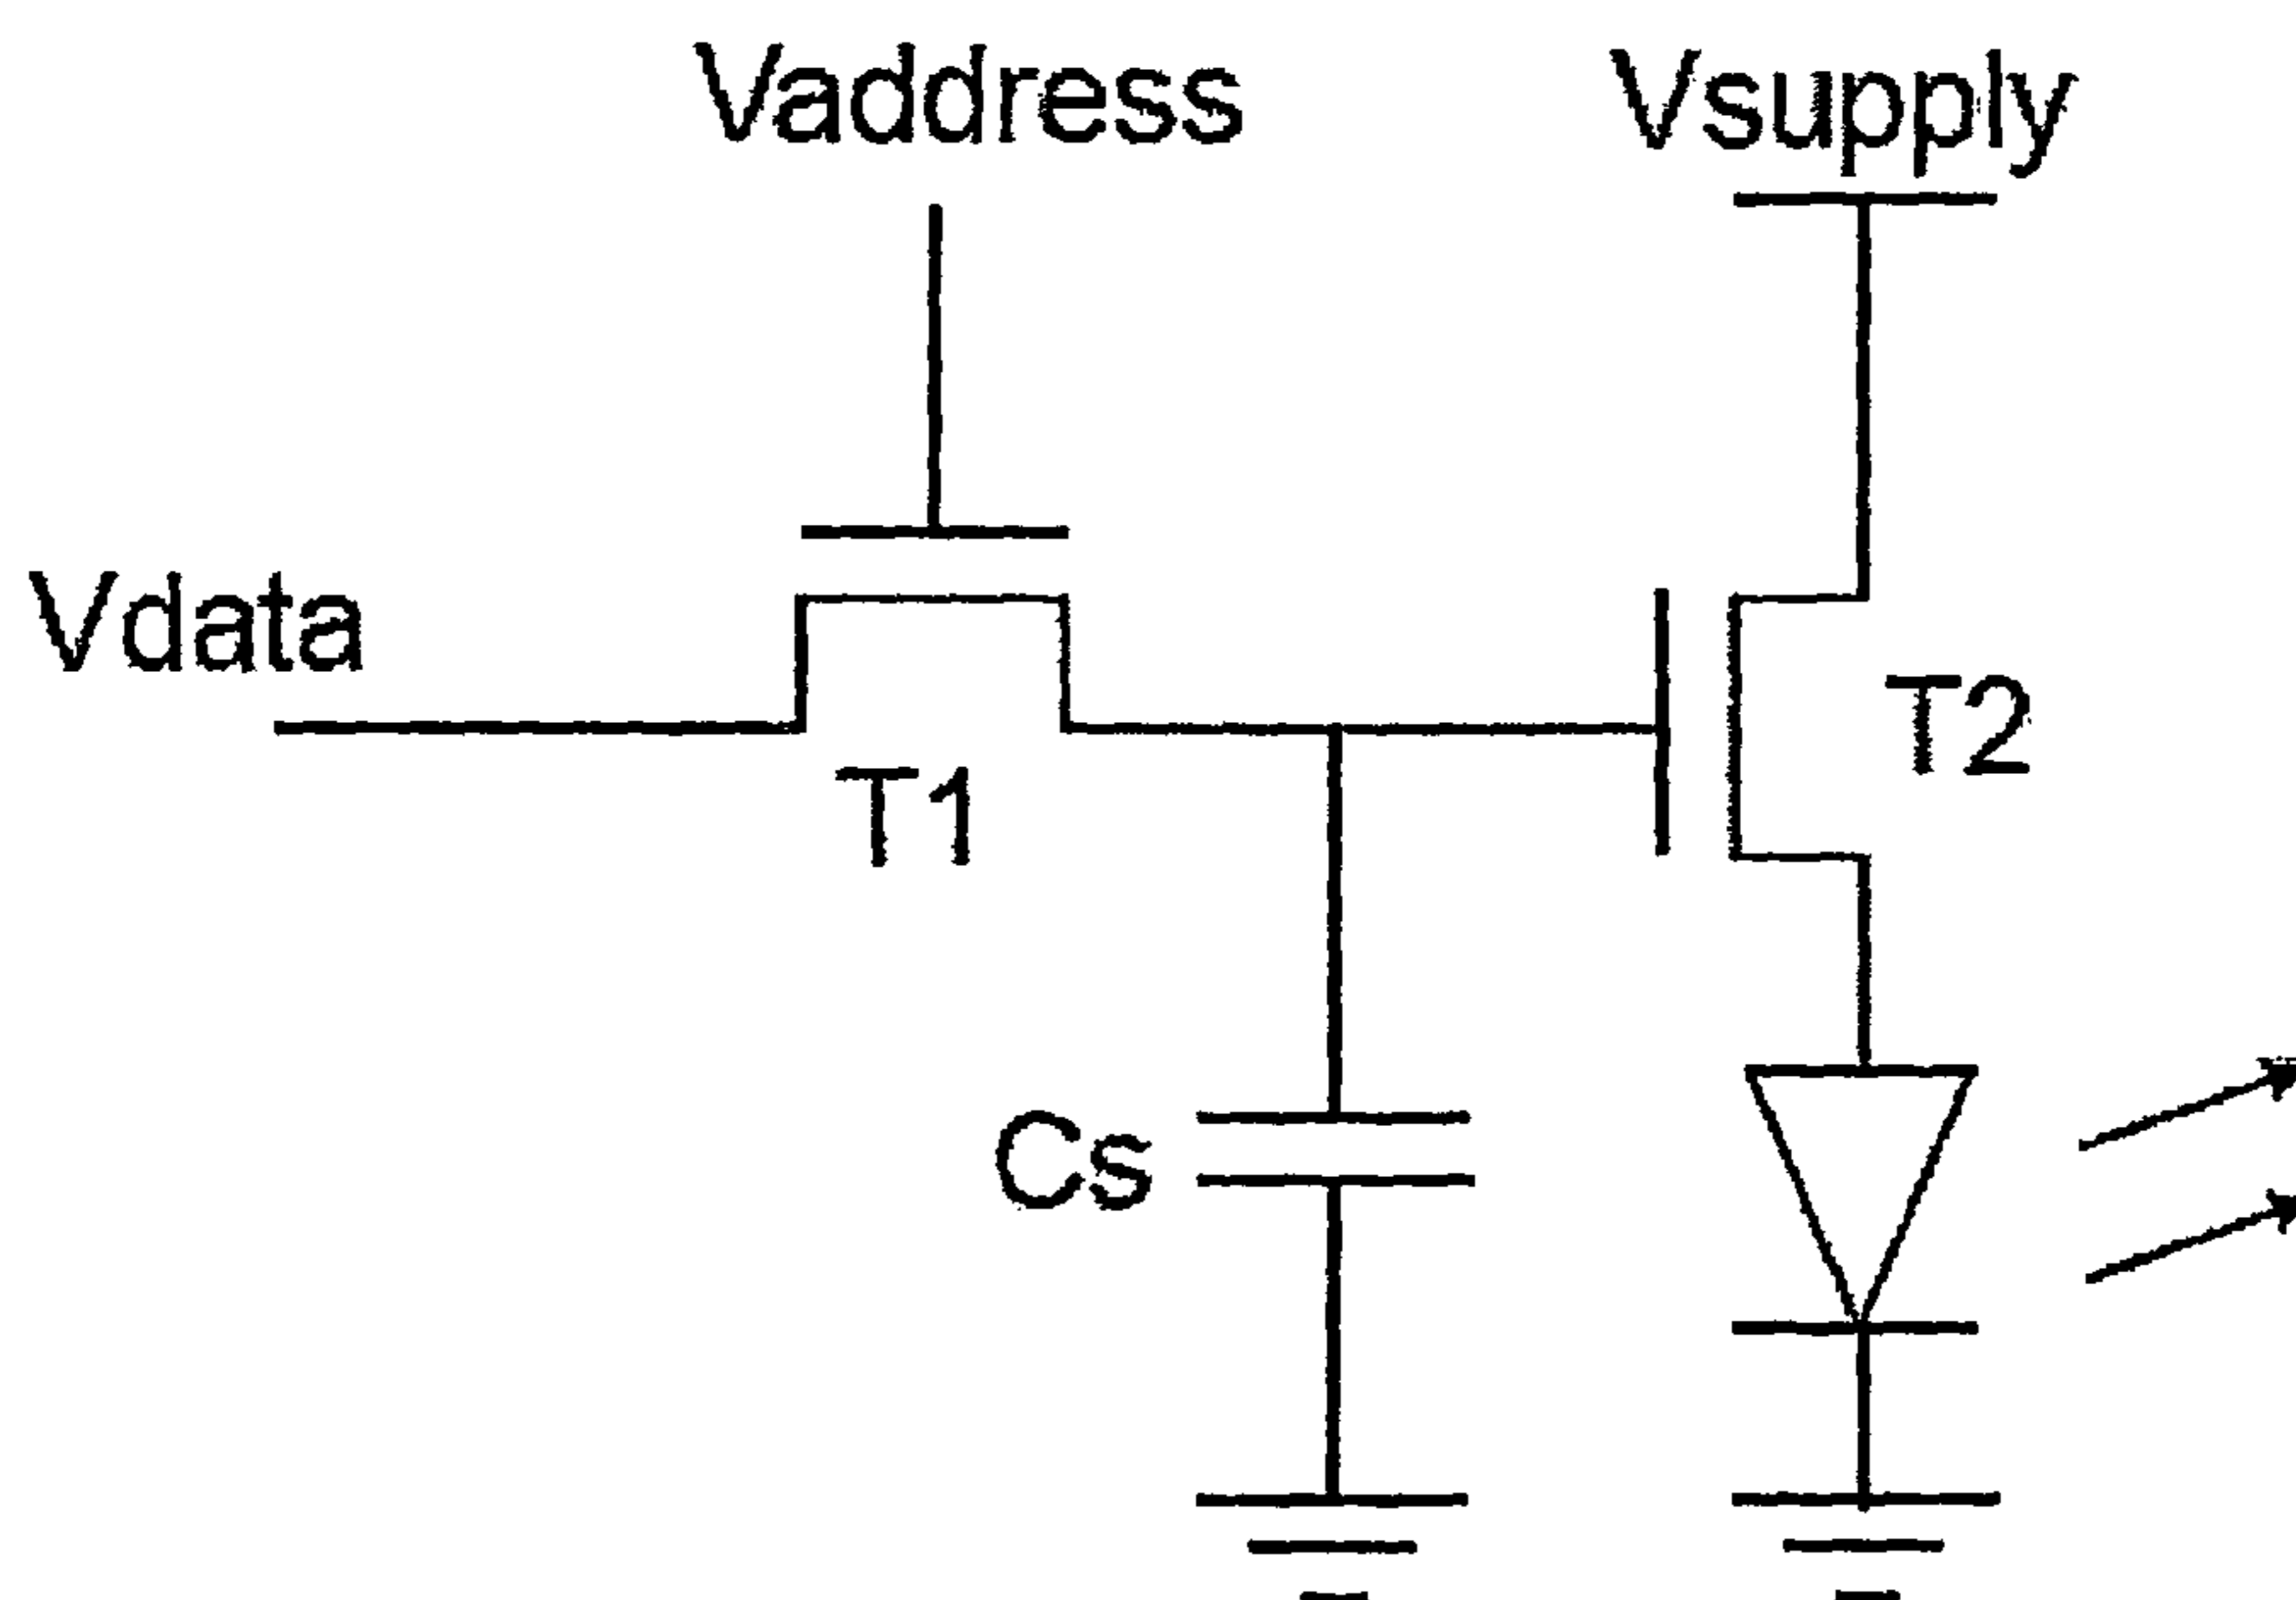 Vaddress
Vsupply
Vdata
T1
T2
Cs